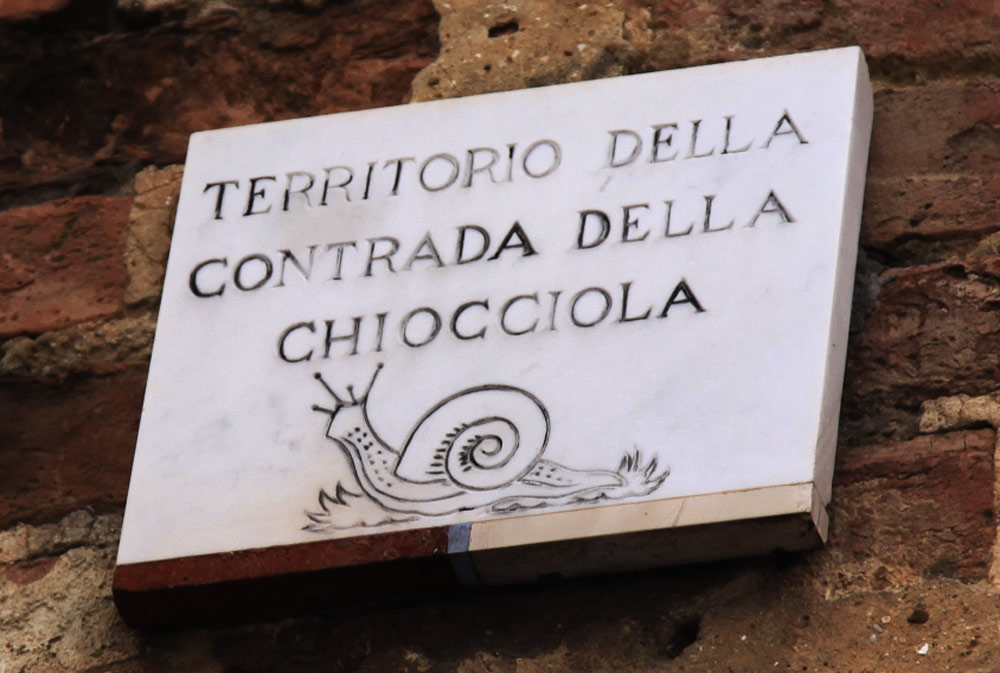 TERRITORIO DELLA
CONTRADA DELLA
CHIOCCIOLA